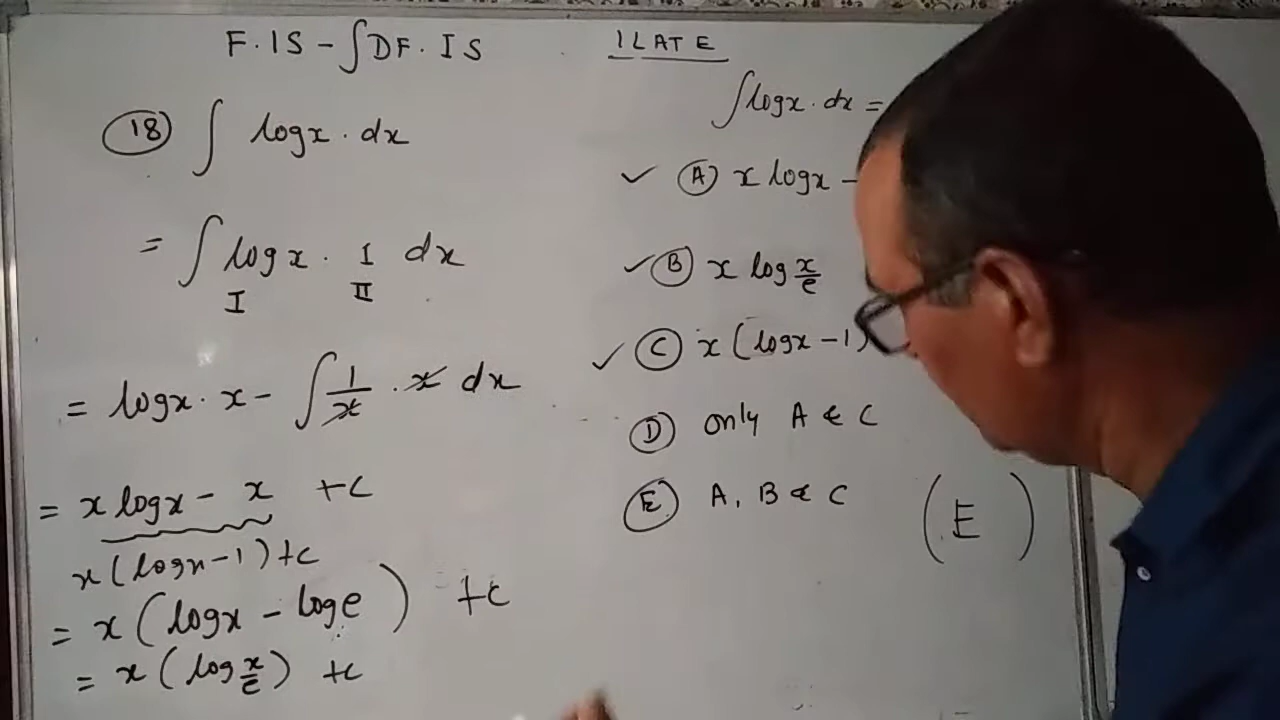 F.IS - ∫DF.IS
(18) ∫ logx . dx
= ∫ logx . 1 dx
I II
= logx . x - ∫ 1/x . x dx
= x logx - x + c
x(logx-1)+c
= x(logx - loge) + c
= x(log x/e) + c
ILATE
∫logx . dx =
✓ (A) x logx -
✓ (B) x log x/e
✓ (C) x(logx-1)
(D) only A & C
(E) A, B & C
(E)